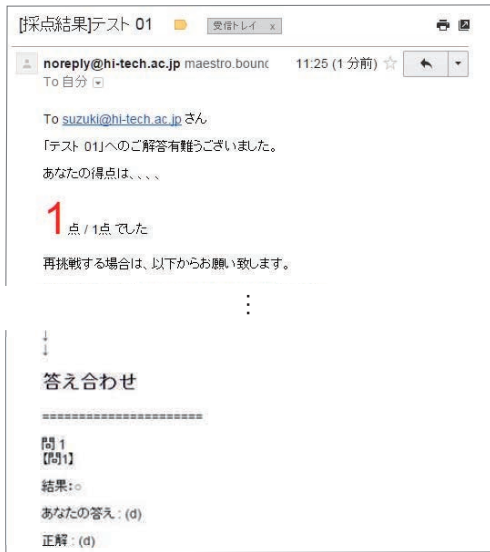 [採点結果]テスト 01 受信トレイ x
noreply@hi-tech.ac.jp maestro.bounc 11:25 (1 分前)
To 自分
To suzuki@hi-tech.ac.jp さん
「テスト 01」へのご解答有難うございました。
あなたの得点は、、、、
1点 / 1点 でした
再挑戦する場合は、以下からお願い致します。
⋮
↓
↓
答え合わせ
=======================
問 1
【問1】
結果:○
あなたの答え : (d)
正解 : (d)